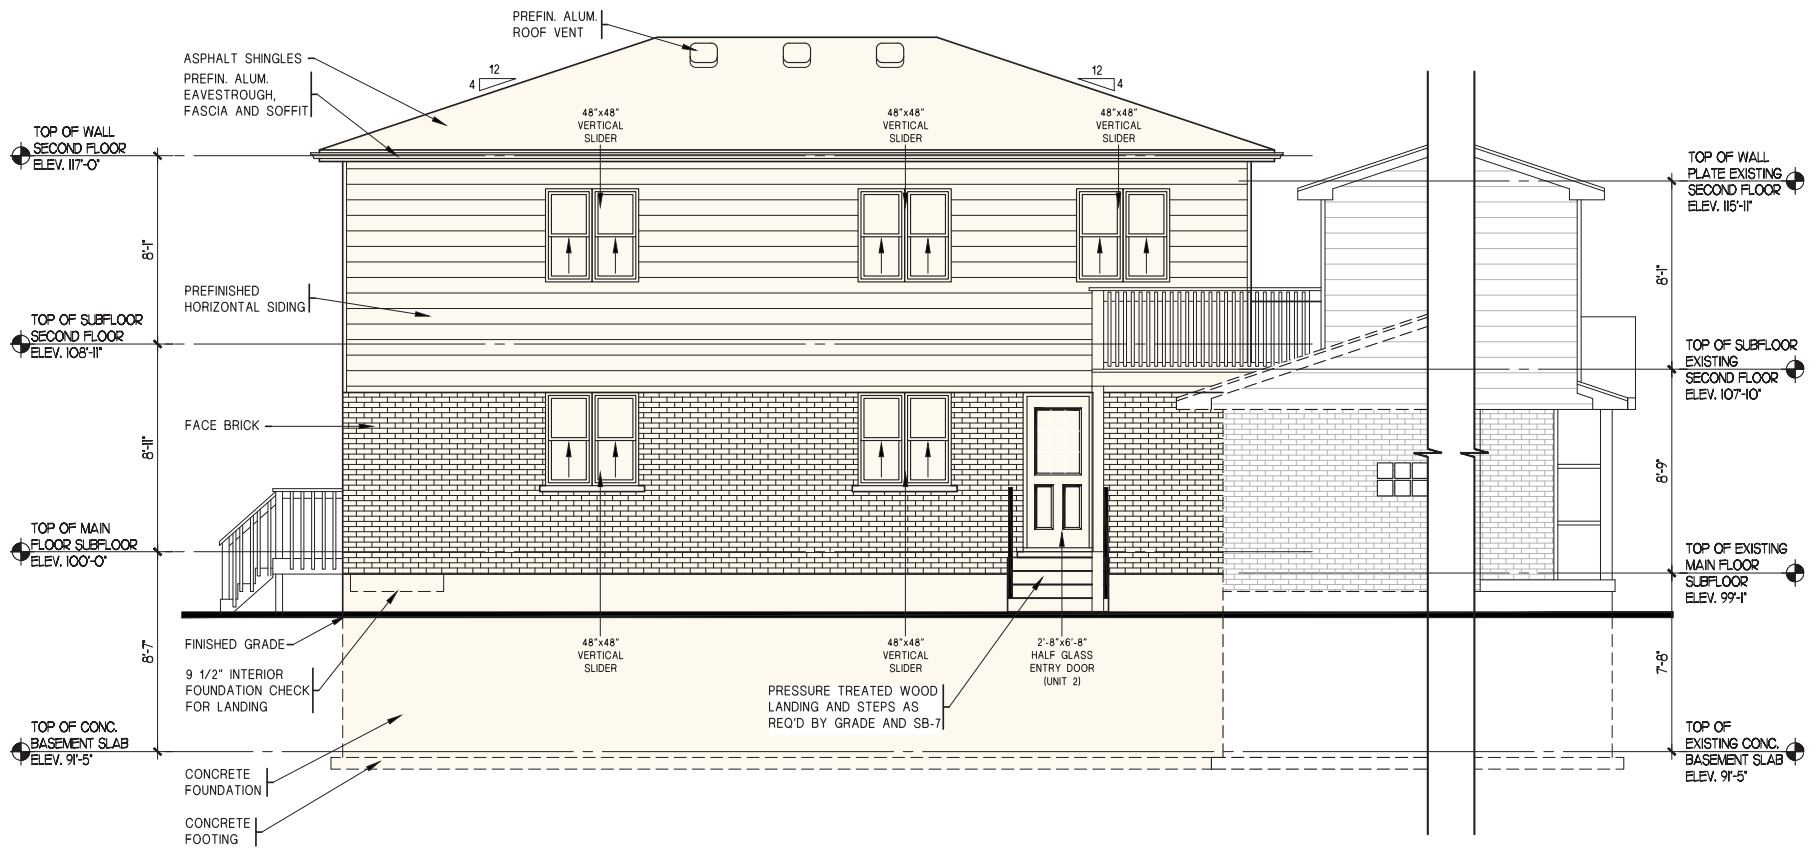 PREFIN. ALUM.
ROOF VENT
ASPHALT SHINGLES
PREFIN. ALUM.
EAVESTROUGH,
FASCIA AND SOFFIT
12
4
12
4
48"x48"
VERTICAL
SLIDER
48"x48"
VERTICAL
SLIDER
48"x48"
VERTICAL
SLIDER
TOP OF WALL
SECOND FLOOR
ELEV. 117'-0"
8'-1"
PREFINISHED
HORIZONTAL SIDING
TOP OF SUBFLOOR
SECOND FLOOR
ELEV. 108'-11"
FACE BRICK
8'-11"
TOP OF MAIN
FLOOR SUBFLOOR
ELEV. 100'-0"
FINISHED GRADE
8'-7"
9 1/2" INTERIOR
FOUNDATION CHECK
FOR LANDING
TOP OF CONC.
BASEMENT SLAB
ELEV. 91'-5"
CONCRETE
FOUNDATION
CONCRETE
FOOTING
48"x48"
VERTICAL
SLIDER
48"x48"
VERTICAL
SLIDER
2'-8"x6'-8"
HALF GLASS
ENTRY DOOR
(UNIT 2)
PRESSURE TREATED WOOD
LANDING AND STEPS AS
REQ'D BY GRADE AND SB-7
TOP OF WALL
PLATE EXISTING
SECOND FLOOR
ELEV. 115'-11"
8'-1"
TOP OF SUBFLOOR
EXISTING
SECOND FLOOR
ELEV. 107'-10"
8'-9"
TOP OF EXISTING
MAIN FLOOR
SUBFLOOR
ELEV. 99'-1"
7'-8"
TOP OF
EXISTING CONC.
BASEMENT SLAB
ELEV. 91'-5"